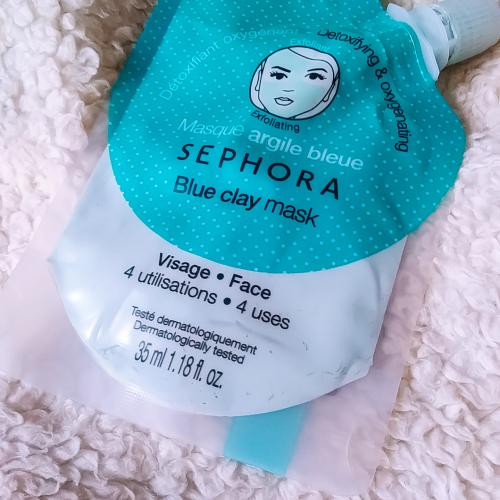 Détoxifiant oxygénant
Detoxifying & oxygenating
Exfoliant
Exfoliating
Masque argile bleue
SEPHORA
Blue clay mask
Visage • Face
4 utilisations • 4 uses
Testé dermatologiquement
Dermatologically tested
35 ml 1.18 fl. oz.